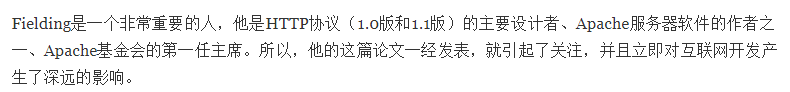 Fielding是一个非常重要的人，他是HTTP协议（1.0版和1.1版）的主要设计者、Apache服务器软件的作者之
一、Apache基金会的第一任主席。所以，他的这篇论文一经发表，就引起了关注，并且立即对互联网开发产
生了深远的影响。